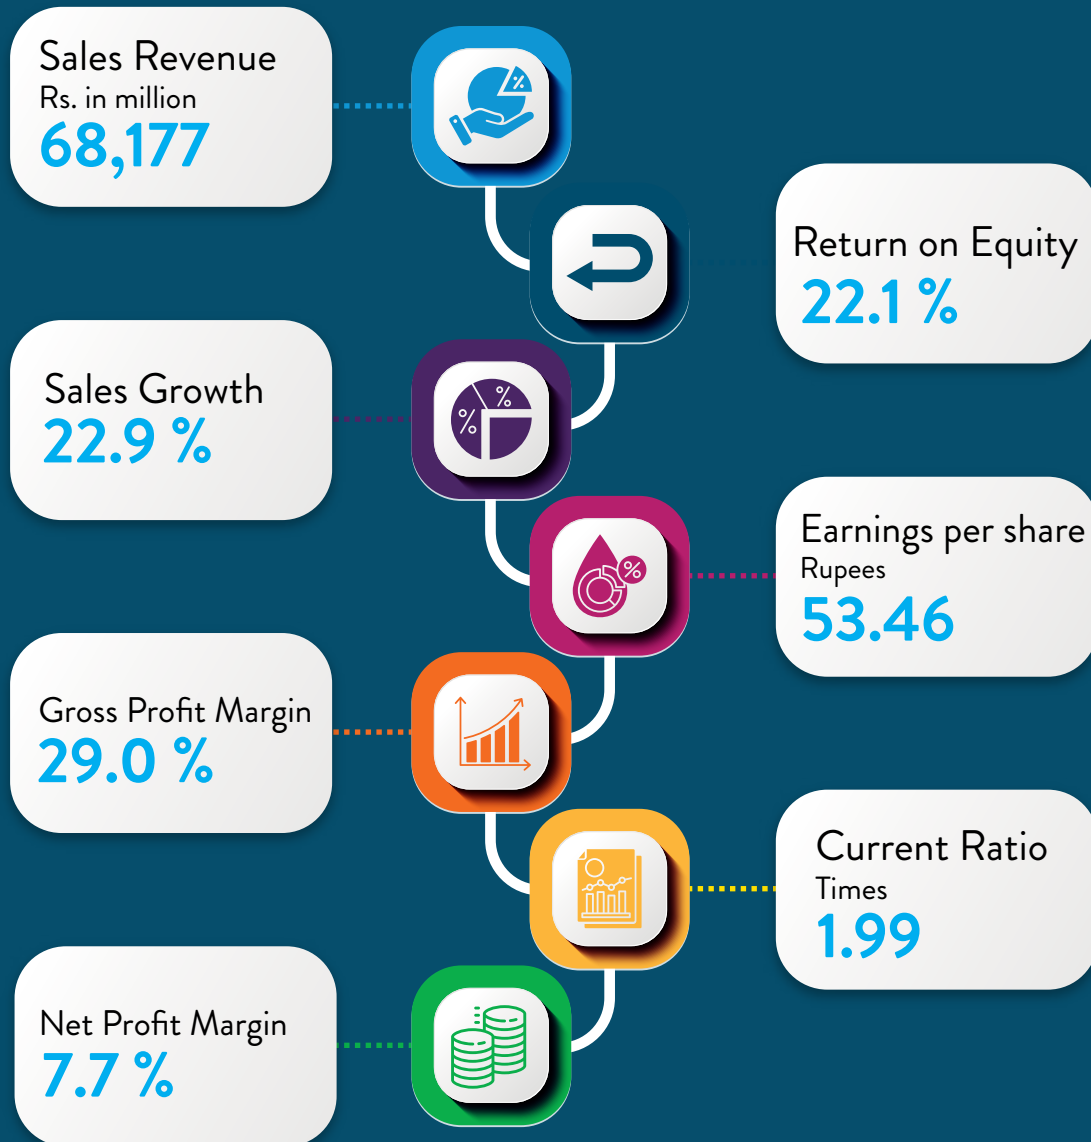 Sales Revenue
Rs. in million
68,177
Return on Equity
22.1 %
Sales Growth
22.9 %
Earnings per share
Rupees
53.46
Gross Profit Margin
29.0 %
Current Ratio
Times
1.99
Net Profit Margin
7.7 %